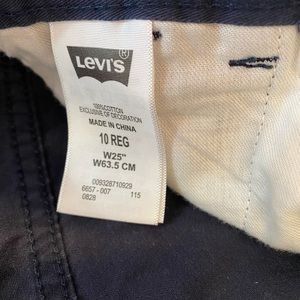 LEVI'S®
100% COTTON
EXCLUSIVE OF DECORATION
MADE IN CHINA
10 REG
W25"
W63.5 CM
009328710929
6657 - 007 115
0828